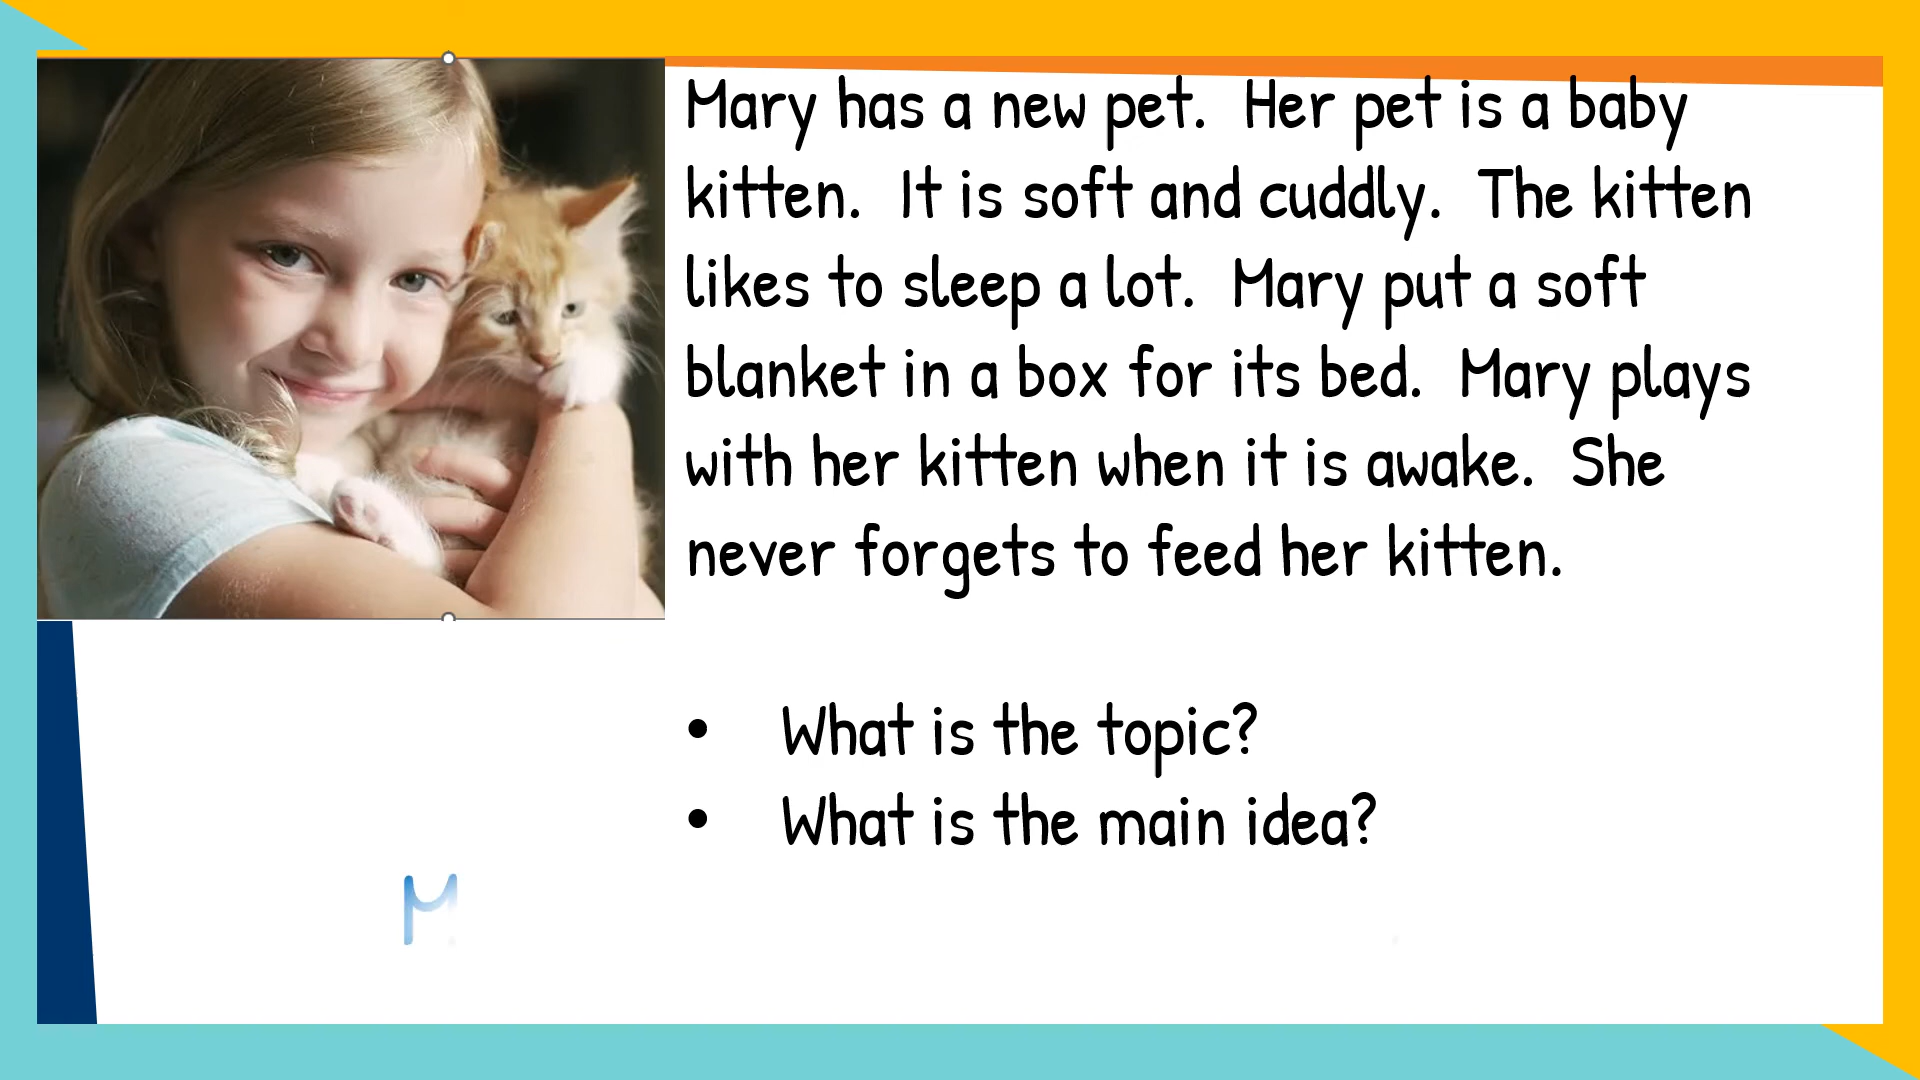 Mary has a new pet.  Her pet is a baby
kitten.  It is soft and cuddly.  The kitten
likes to sleep a lot.  Mary put a soft
blanket in a box for its bed.  Mary plays
with her kitten when it is awake.  She
never forgets to feed her kitten.
• What is the topic?
• What is the main idea?
M